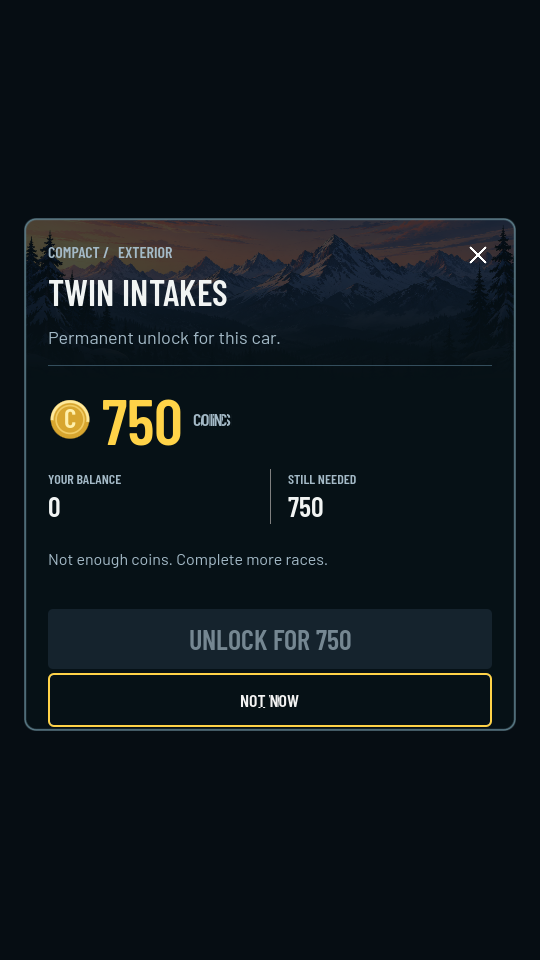 COMPACT / EXTERIOR
TWIN INTAKES
Permanent unlock for this car.
C 750 COINS
YOUR BALANCE
0
STILL NEEDED
750
Not enough coins. Complete more races.
UNLOCK FOR 750
NOT NOW